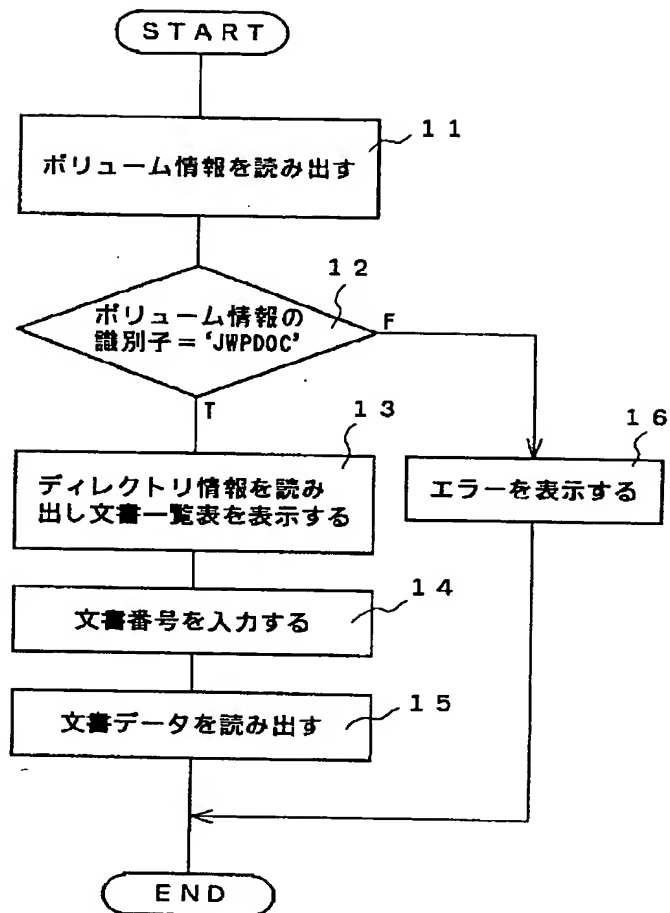 START
11
ボリューム情報を読み出す
12
ボリューム情報の
識別子=‘JWPDOC’
F
T
13
ディレクトリ情報を読み
出し文書一覧表を表示する
16
エラーを表示する
14
文書番号を入力する
15
文書データを読み出す
END